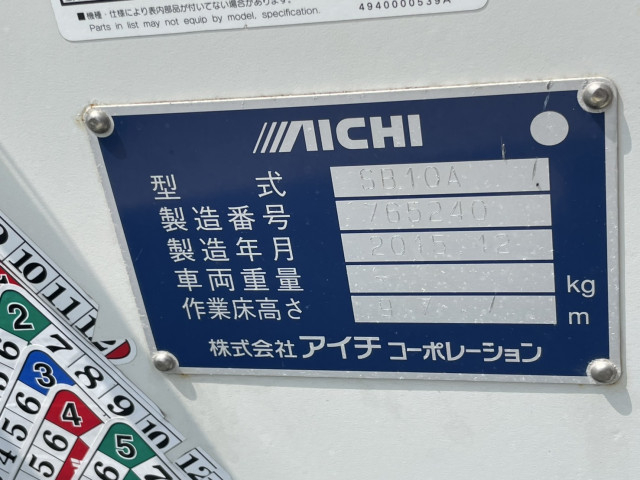 ■機種・仕様により表内部品が付いてない場合があります。
Parts in list may not equip by model, specification.
4940000539A
AICHI
型式 SB10A
製造番号 765240
製造年月 2015 12
車両重量 kg
作業床高さ 9.7 m
株式会社 アイチ コーポレーション
9 10 11 12
2 7 8 9 10
3 6
4
5
12